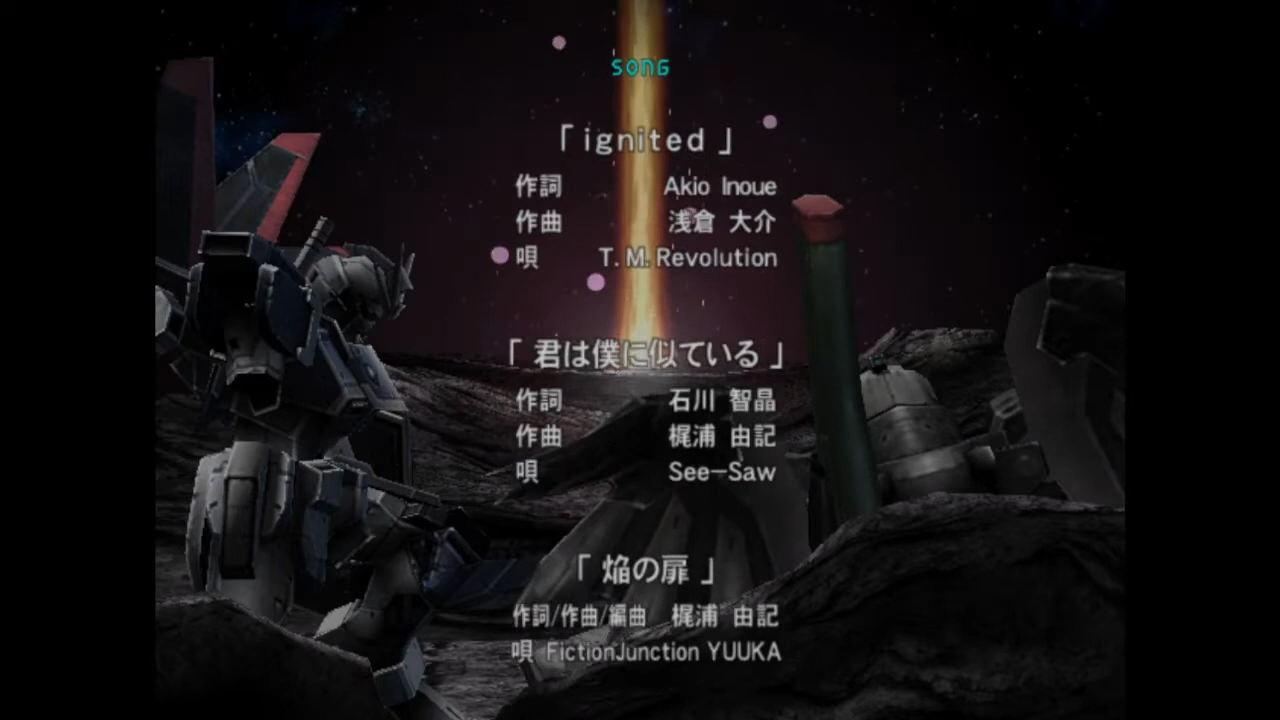 SONG
「ignited」
作詞 Akio Inoue
作曲 浅倉 大介
唄 T.M.Revolution
「君は僕に似ている」
作詞 石川 智晶
作曲 梶浦 由記
唄 See−Saw
「焔の扉」
作詞/作曲/編曲 梶浦 由記
唄 FictionJunction YUUKA